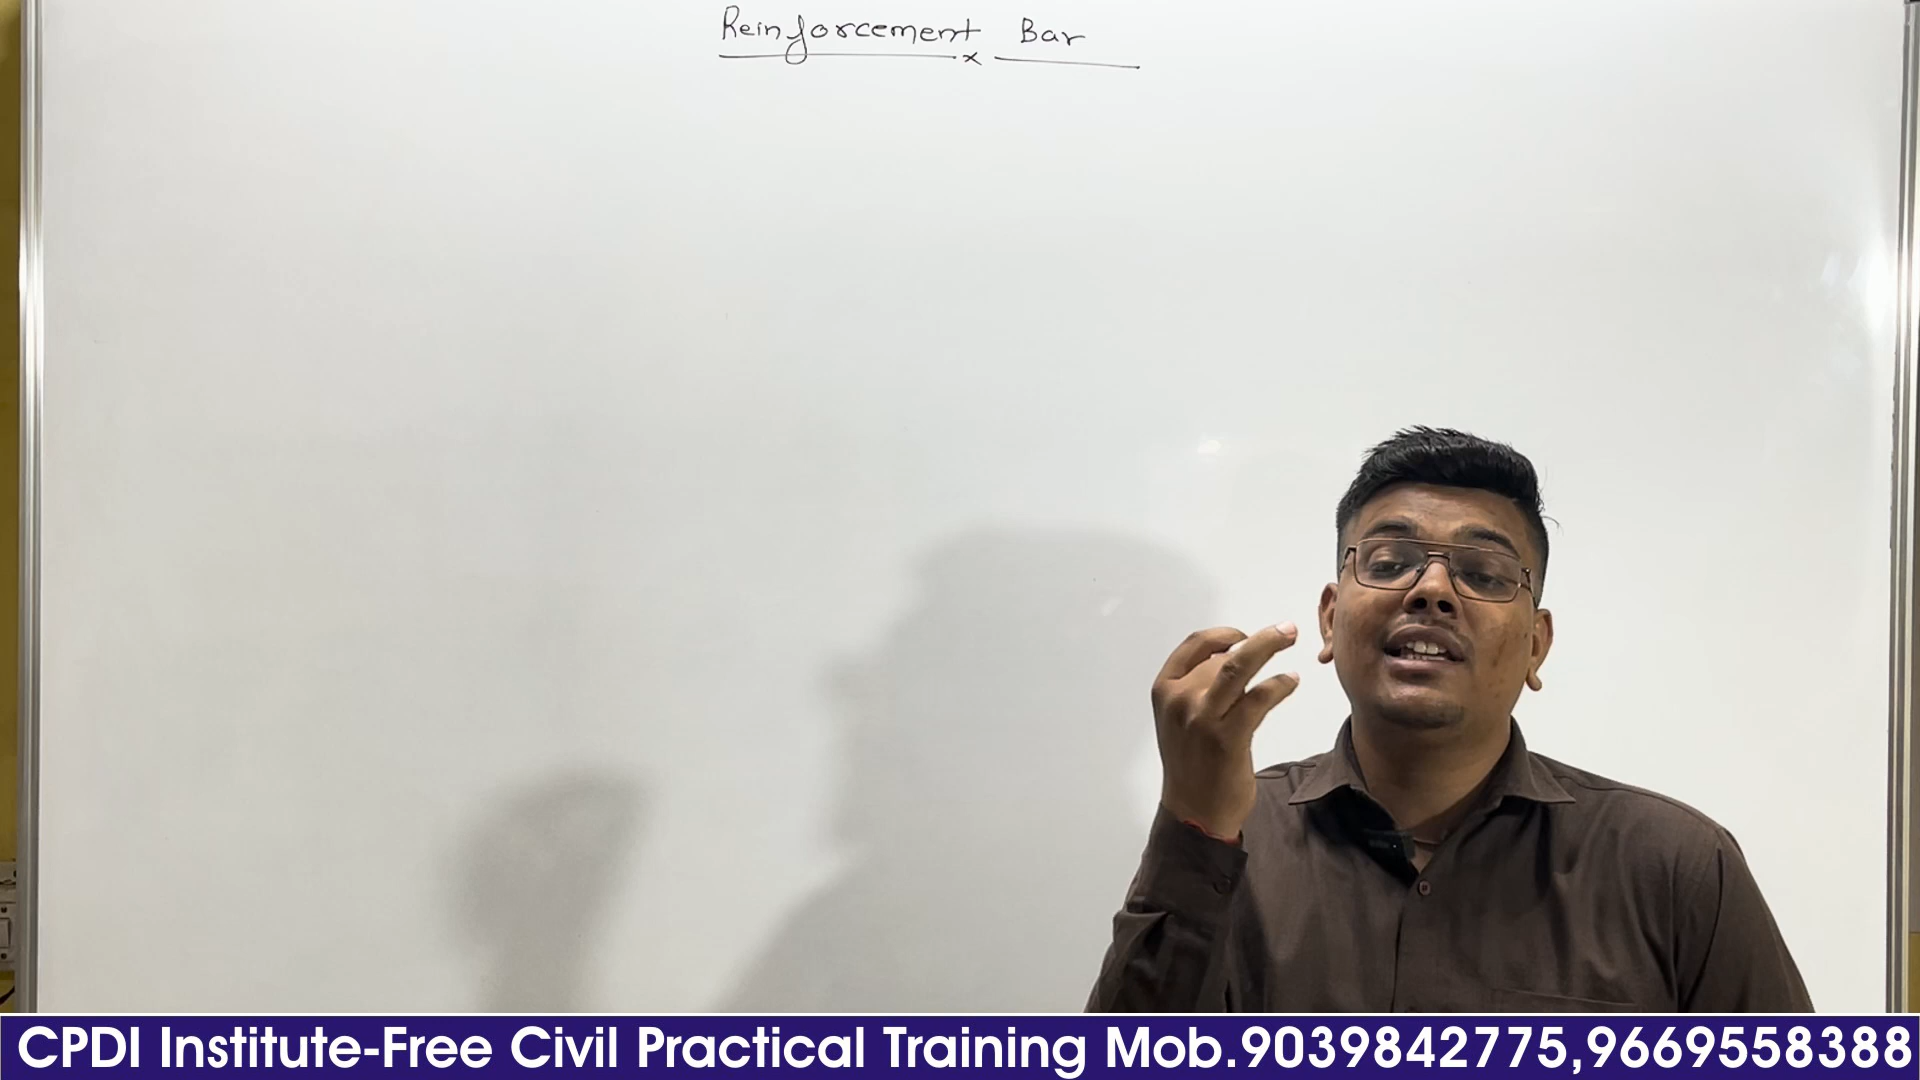 Reinforcement Bar
CPDI Institute-Free Civil Practical Training Mob.9039842775,9669558388